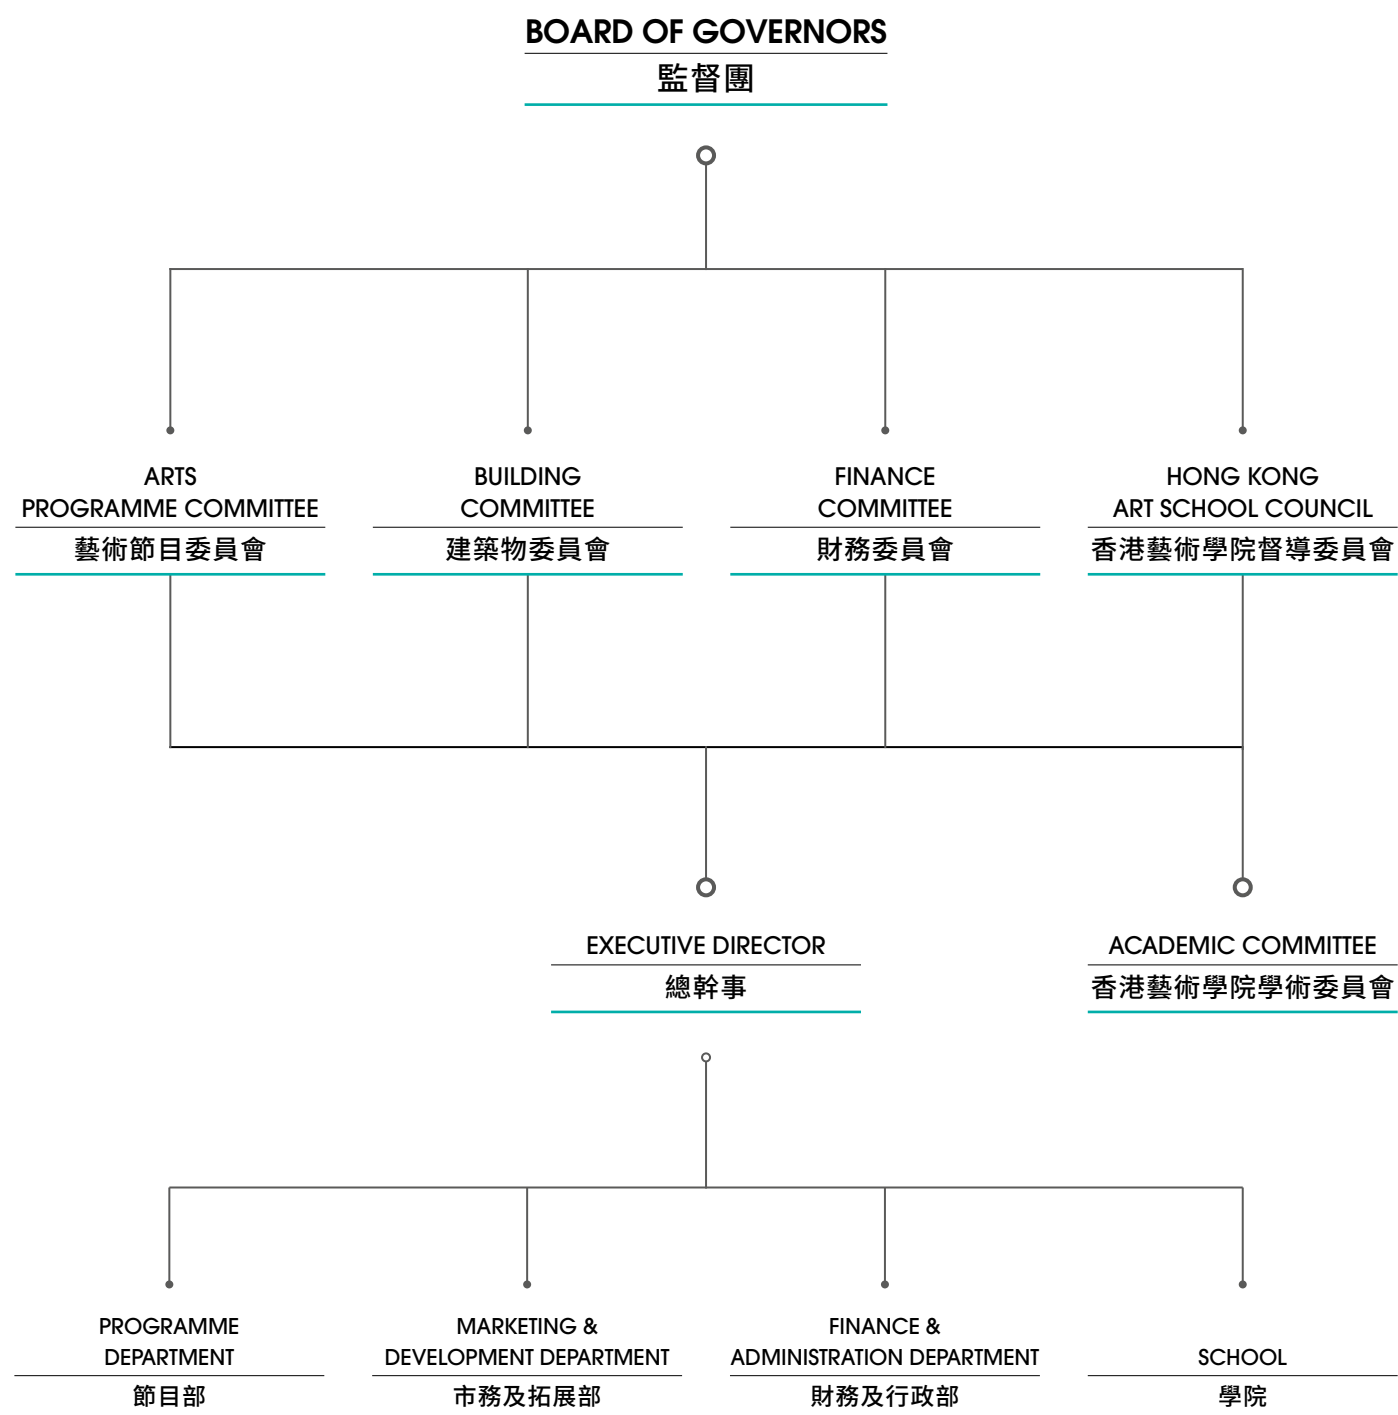 BOARD OF GOVERNORS
監督團
ARTS
PROGRAMME COMMITTEE
藝術節目委員會
BUILDING
COMMITTEE
建築物委員會
FINANCE
COMMITTEE
財務委員會
HONG KONG
ART SCHOOL COUNCIL
香港藝術學院督導委員會
EXECUTIVE DIRECTOR
總幹事
ACADEMIC COMMITTEE
香港藝術學院學術委員會
PROGRAMME
DEPARTMENT
節目部
MARKETING &
DEVELOPMENT DEPARTMENT
市務及拓展部
FINANCE &
ADMINISTRATION DEPARTMENT
財務及行政部
SCHOOL
學院